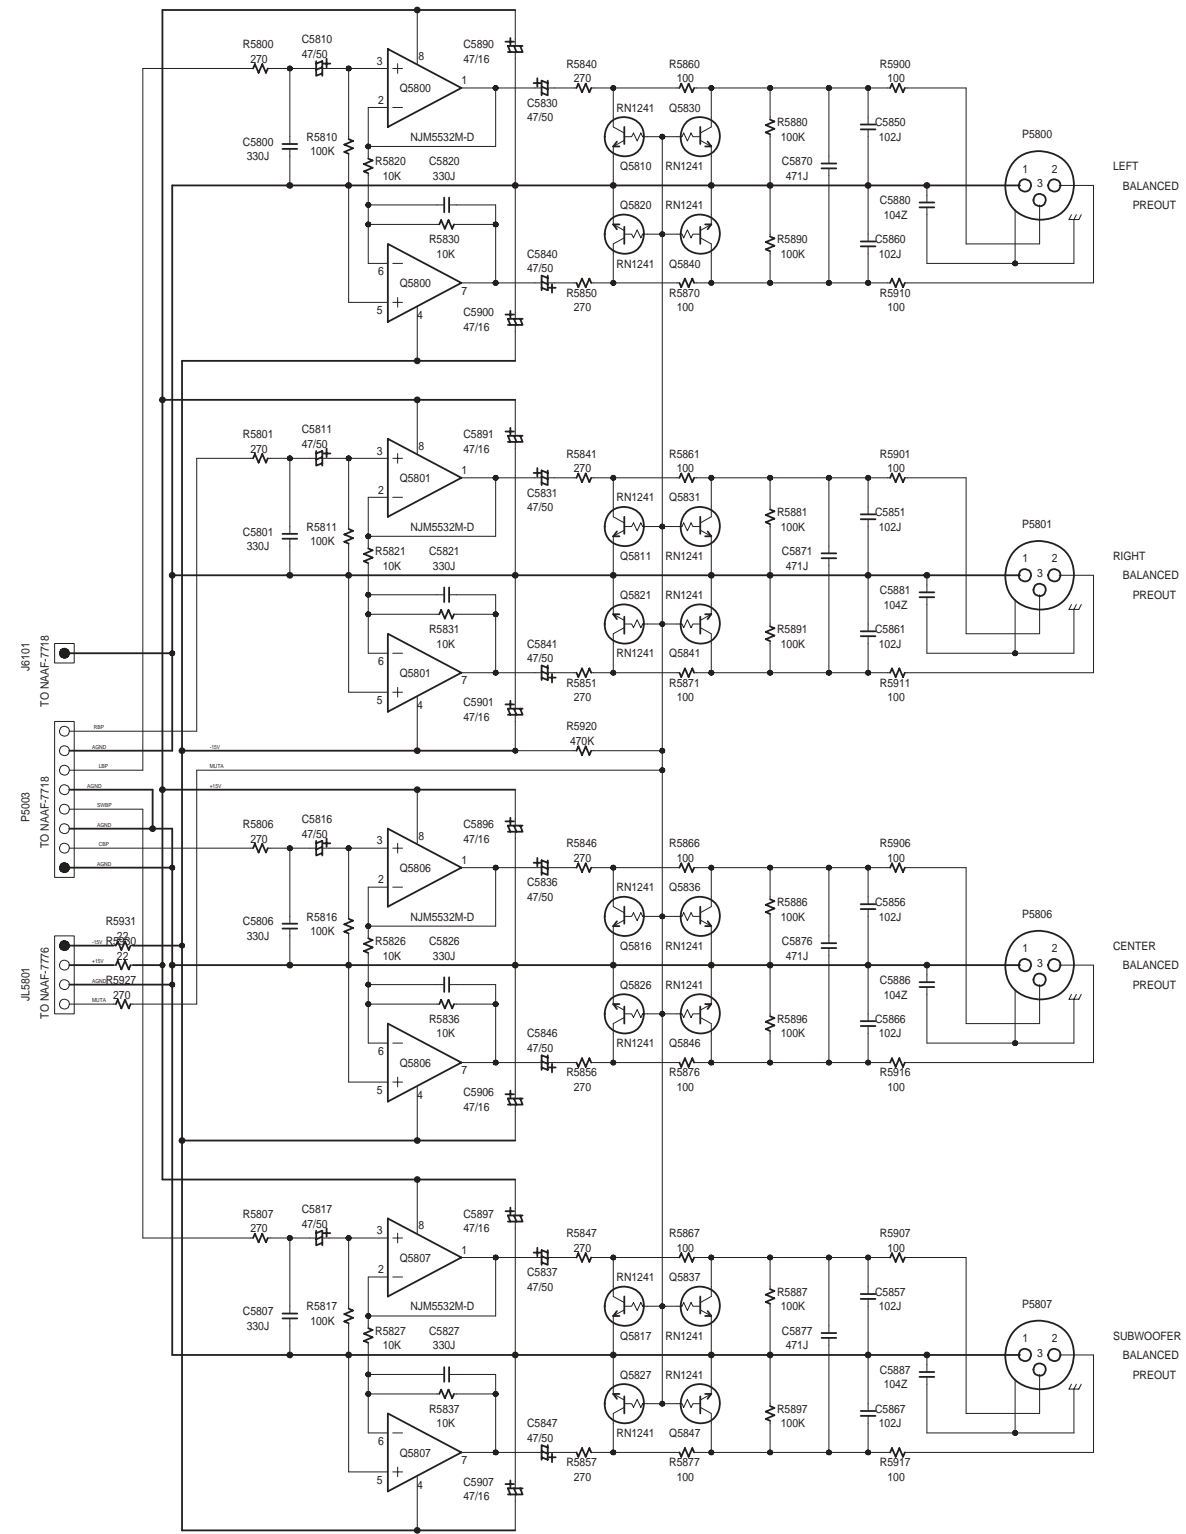 C5810
47/50
R5800
270
C5890
47/16
8
3
1
Q5800
2
NJM5532M-D
C5800
330J
R5810
100K
R5820
10K
C5820
330J
C5830
47/50
R5840
270
R5860
100
RN1241
Q5830
Q5810
RN1241
R5880
100K
C5870
471J
C5850
102J
R5900
100
P5800
1
3
2
LEFT
BALANCED
PREOUT
R5830
10K
6
Q5800
5
7
4
C5840
47/50
C5900
47/16
R5850
270
Q5820
RN1241
RN1241
Q5840
R5870
100
R5890
100K
C5860
102J
C5880
104Z
R5910
100
C5811
47/50
R5801
270
C5891
47/16
8
3
1
Q5801
2
NJM5532M-D
C5801
330J
R5811
100K
R5821
10K
C5821
330J
C5831
47/50
R5841
270
R5861
100
RN1241
Q5831
Q5811
RN1241
R5881
100K
C5871
471J
C5851
102J
R5901
100
P5801
1
3
2
RIGHT
BALANCED
PREOUT
R5831
10K
6
Q5801
5
7
4
C5841
47/50
C5901
47/16
R5851
270
Q5821
RN1241
RN1241
Q5841
R5871
100
R5891
100K
C5861
102J
C5881
104Z
R5911
100
R5920
470K
J6101
TO NAAF-7718
P5003
TO NAAF-7718
RBP
AGND
LBP
AGND
SWBP
AGND
CBP
AGND
-15V
MUTA
+15V
JL5801
TO NAAF-7776
R5931
22
R5930
22
R5927
270
-15V
+15V
AGND
MUTA
C5816
47/50
R5806
270
C5896
47/16
8
3
1
Q5806
2
NJM5532M-D
C5806
330J
R5816
100K
R5826
10K
C5826
330J
C5836
47/50
R5846
270
R5866
100
RN1241
Q5836
Q5816
RN1241
R5886
100K
C5876
471J
C5856
102J
R5906
100
P5806
1
3
2
CENTER
BALANCED
PREOUT
R5836
10K
6
Q5806
5
7
4
C5846
47/50
C5906
47/16
R5856
270
Q5826
RN1241
RN1241
Q5846
R5876
100
R5896
100K
C5866
102J
C5886
104Z
R5916
100
C5817
47/50
R5807
270
C5897
47/16
8
3
1
Q5807
2
NJM5532M-D
C5807
330J
R5817
100K
R5827
10K
C5827
330J
C5837
47/50
R5847
270
R5867
100
RN1241
Q5837
Q5817
RN1241
R5887
100K
C5877
471J
C5857
102J
R5907
100
P5807
1
3
2
SUBWOOFER
BALANCED
PREOUT
R5837
10K
6
Q5807
5
7
4
C5847
47/50
C5907
47/16
R5857
270
Q5827
RN1241
RN1241
Q5847
R5877
100
R5897
100K
C5867
102J
C5887
104Z
R5917
100